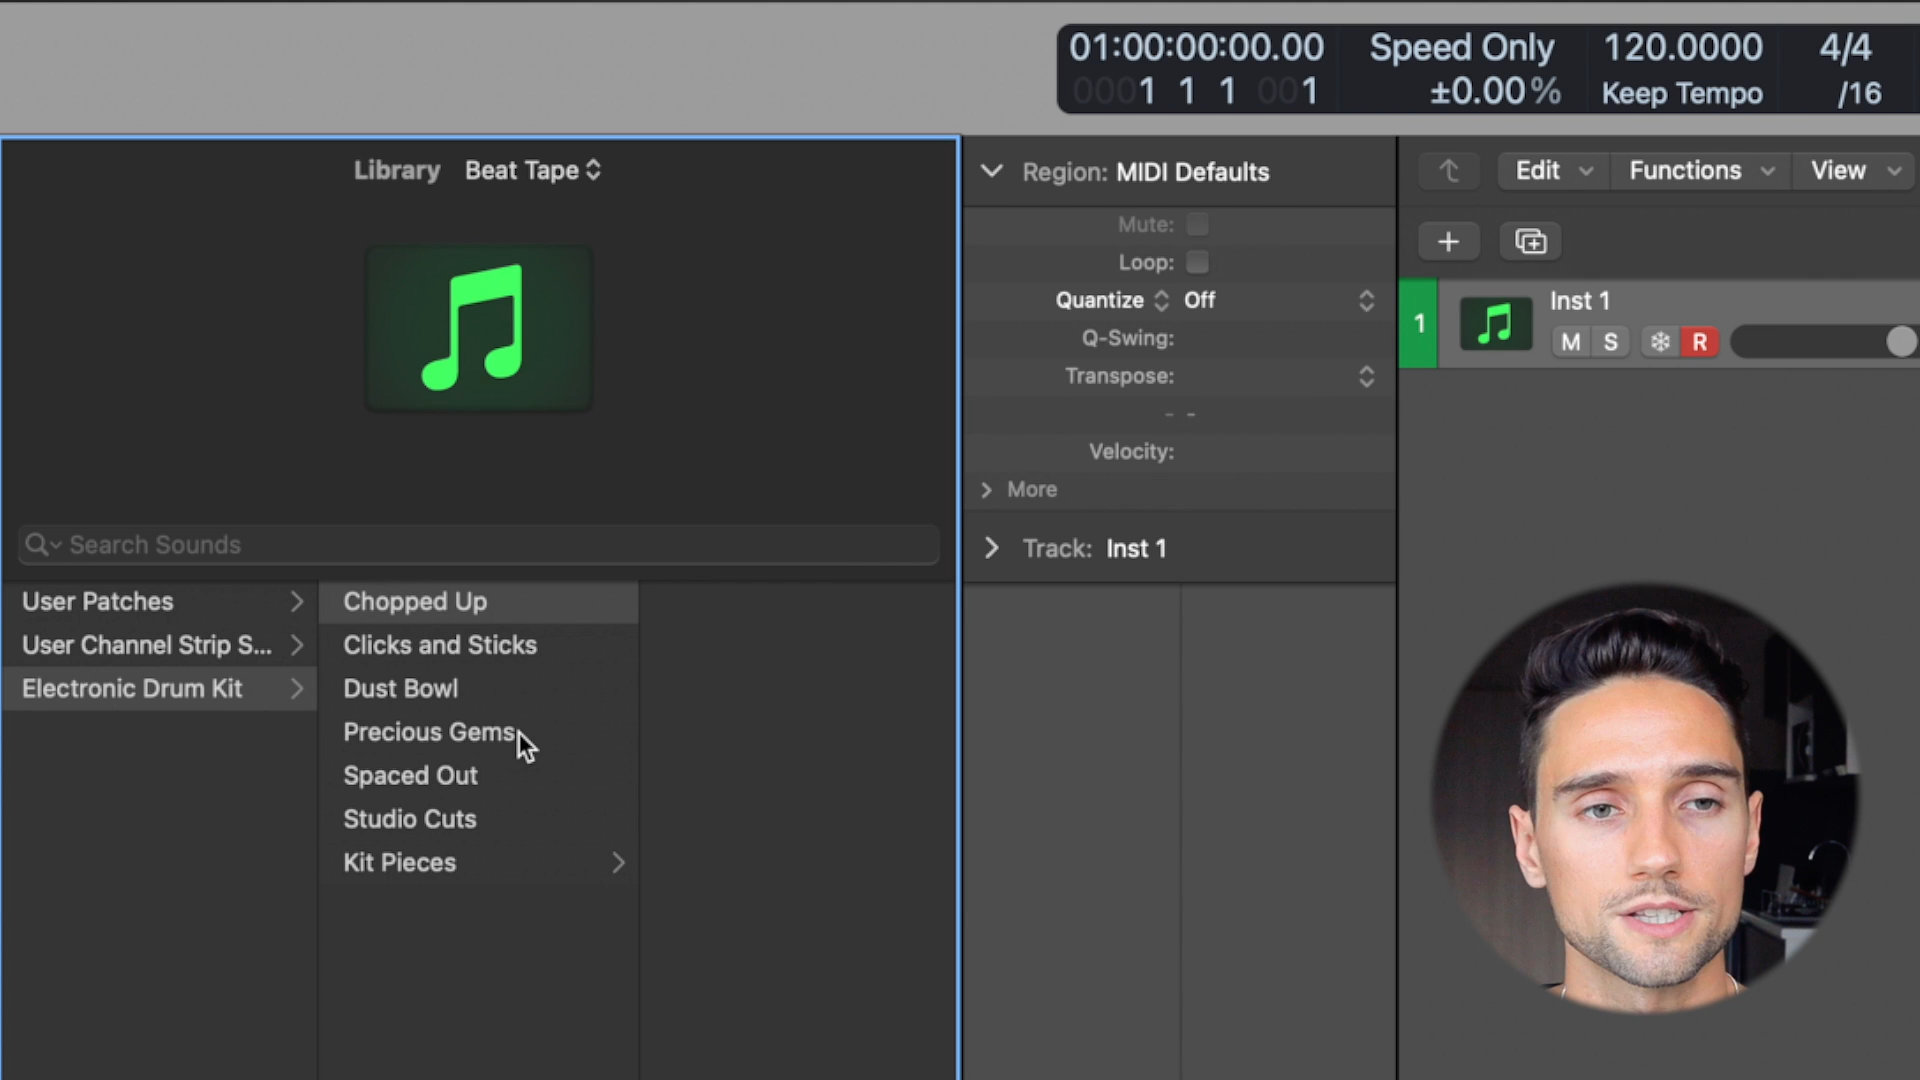 01:00:00:00.00
0001 1 1 001
Speed Only
±0.00%
120.0000
Keep Tempo
4/4
/16
Library Beat Tape
Search Sounds
User Patches
User Channel Strip S...
Electronic Drum Kit
Chopped Up
Clicks and Sticks
Dust Bowl
Precious Gems
Spaced Out
Studio Cuts
Kit Pieces
Region: MIDI Defaults
Mute:
Loop:
Quantize Off
Q-Swing:
Transpose:
- -
Velocity:
More
Track: Inst 1
Edit Functions View
1
Inst 1
M S R